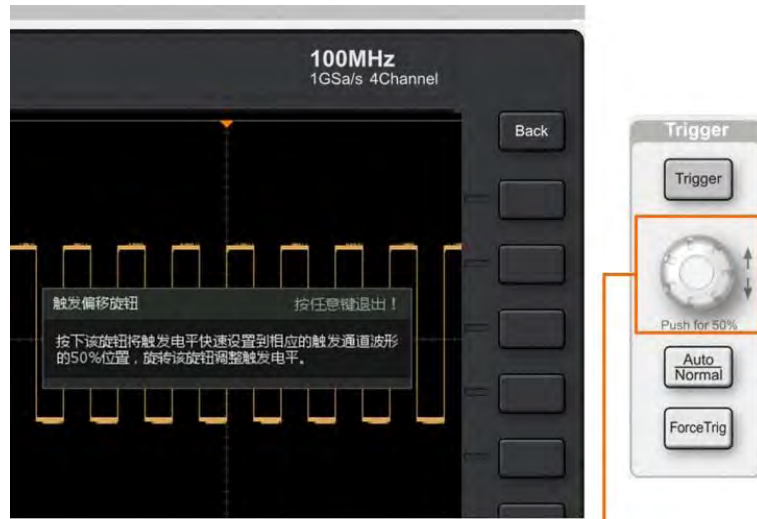 100MHz
1GSa/s 4Channel
Back
触发偏移旋钮 按任意键退出！
按下该旋钮将触发电平快速设置到相应的触发通道波形
的50%位置，旋转该旋钮调整触发电平。
Trigger
Trigger
Push for 50%
Auto
Normal
ForceTrig